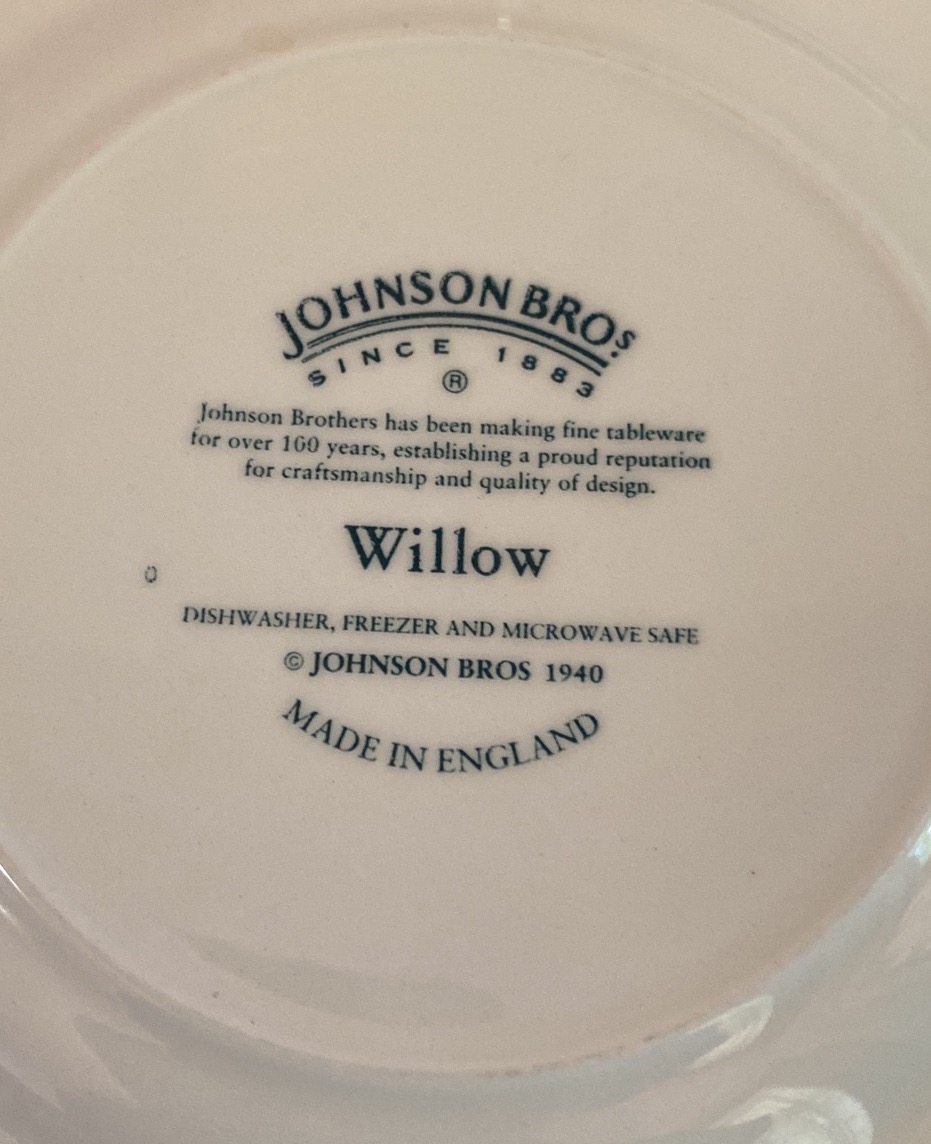 JOHNSON BROS
SINCE 1883
®
Johnson Brothers has been making fine tableware
for over 100 years, establishing a proud reputation
for craftsmanship and quality of design.
Willow
DISHWASHER, FREEZER AND MICROWAVE SAFE
© JOHNSON BROS 1940
MADE IN ENGLAND